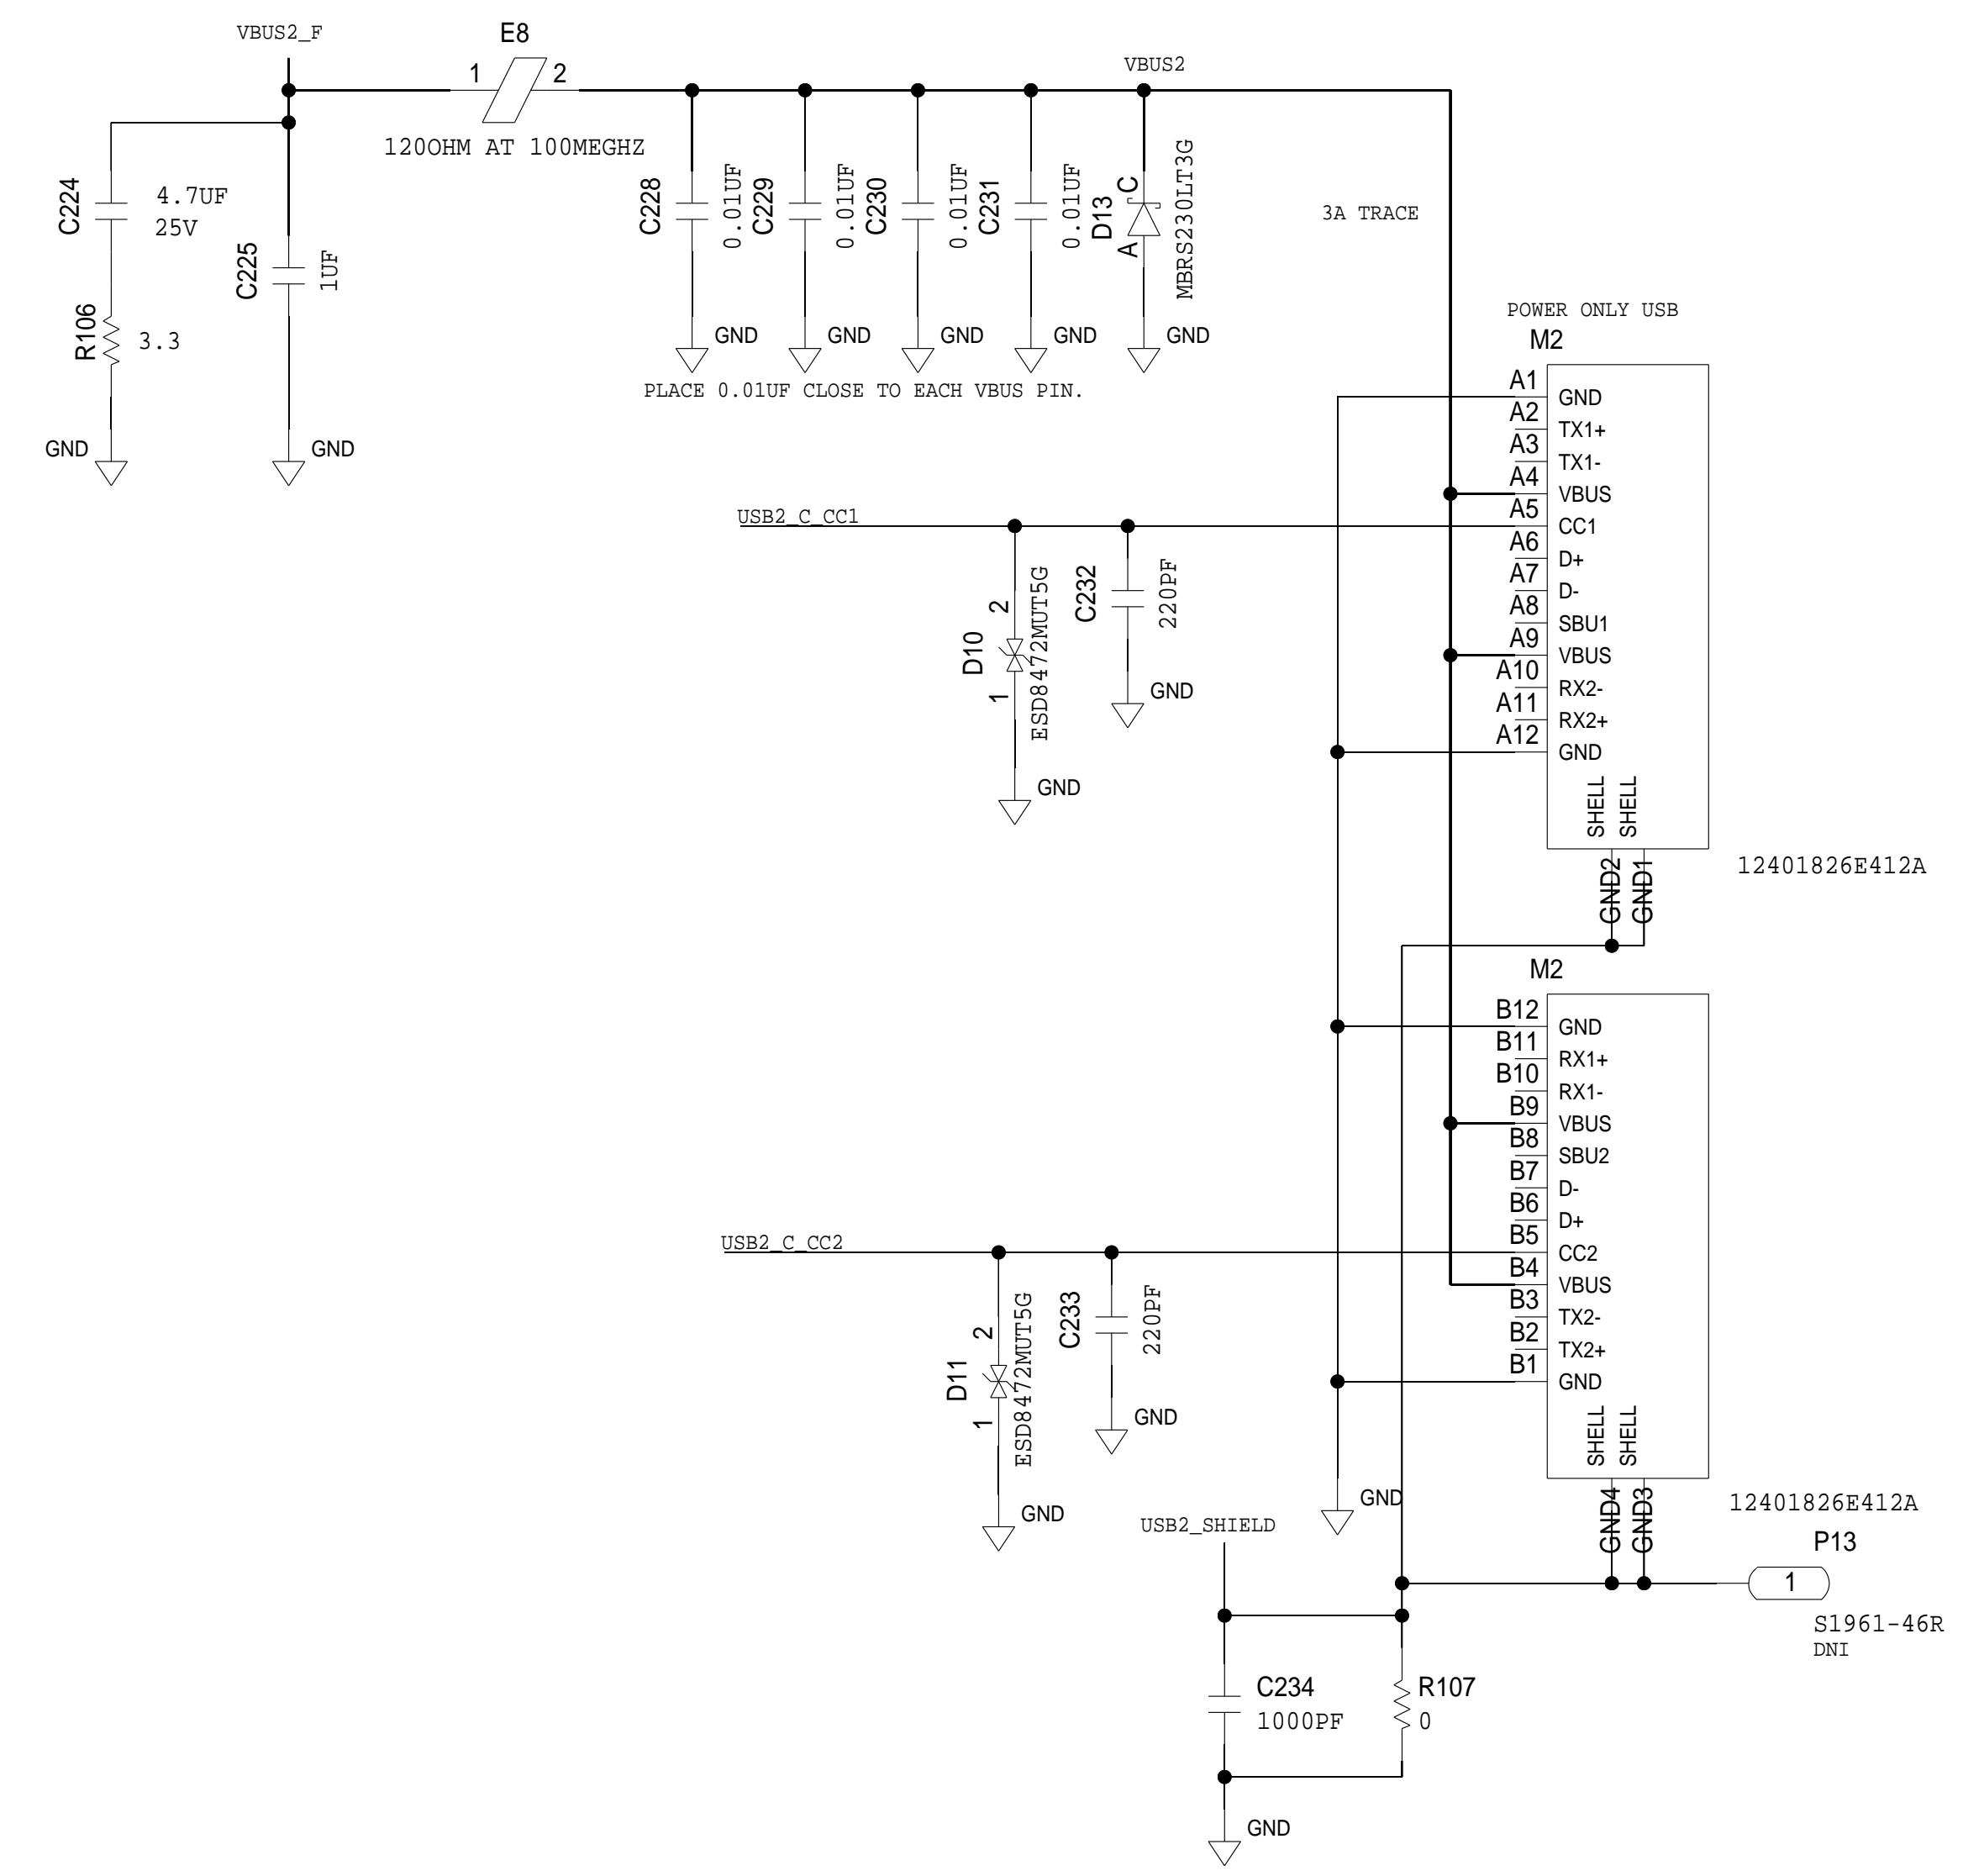 VBUS2_F
E8
1
2
120OHM AT 100MEGHZ
VBUS2
C224
4.7UF
25V
C225
1UF
R106
3.3
GND
GND
C228
0.01UF
C229
0.01UF
C230
0.01UF
C231
0.01UF
D13
C
A
MBRS230LT3G
3A TRACE
GND
GND
GND
GND
GND
PLACE 0.01UF CLOSE TO EACH VBUS PIN.
POWER ONLY USB
M2
A1
GND
A2
TX1+
A3
TX1-
A4
VBUS
A5
CC1
A6
D+
A7
D-
A8
SBU1
A9
VBUS
A10
RX2-
A11
RX2+
A12
GND
SHELL
SHELL
GND2
GND1
12401826E412A
USB2_C_CC1
D10
2
1
ESD8472MUT5G
C232
220PF
GND
GND
M2
B12
GND
B11
RX1+
B10
RX1-
B9
VBUS
B8
SBU2
B7
D-
B6
D+
B5
CC2
B4
VBUS
B3
TX2-
B2
TX2+
B1
GND
SHELL
SHELL
GND4
GND3
12401826E412A
USB2_C_CC2
D11
2
1
ESD8472MUT5G
C233
220PF
GND
GND
GND
USB2_SHIELD
P13
1
S1961-46R
DNI
C234
1000PF
R107
0
GND